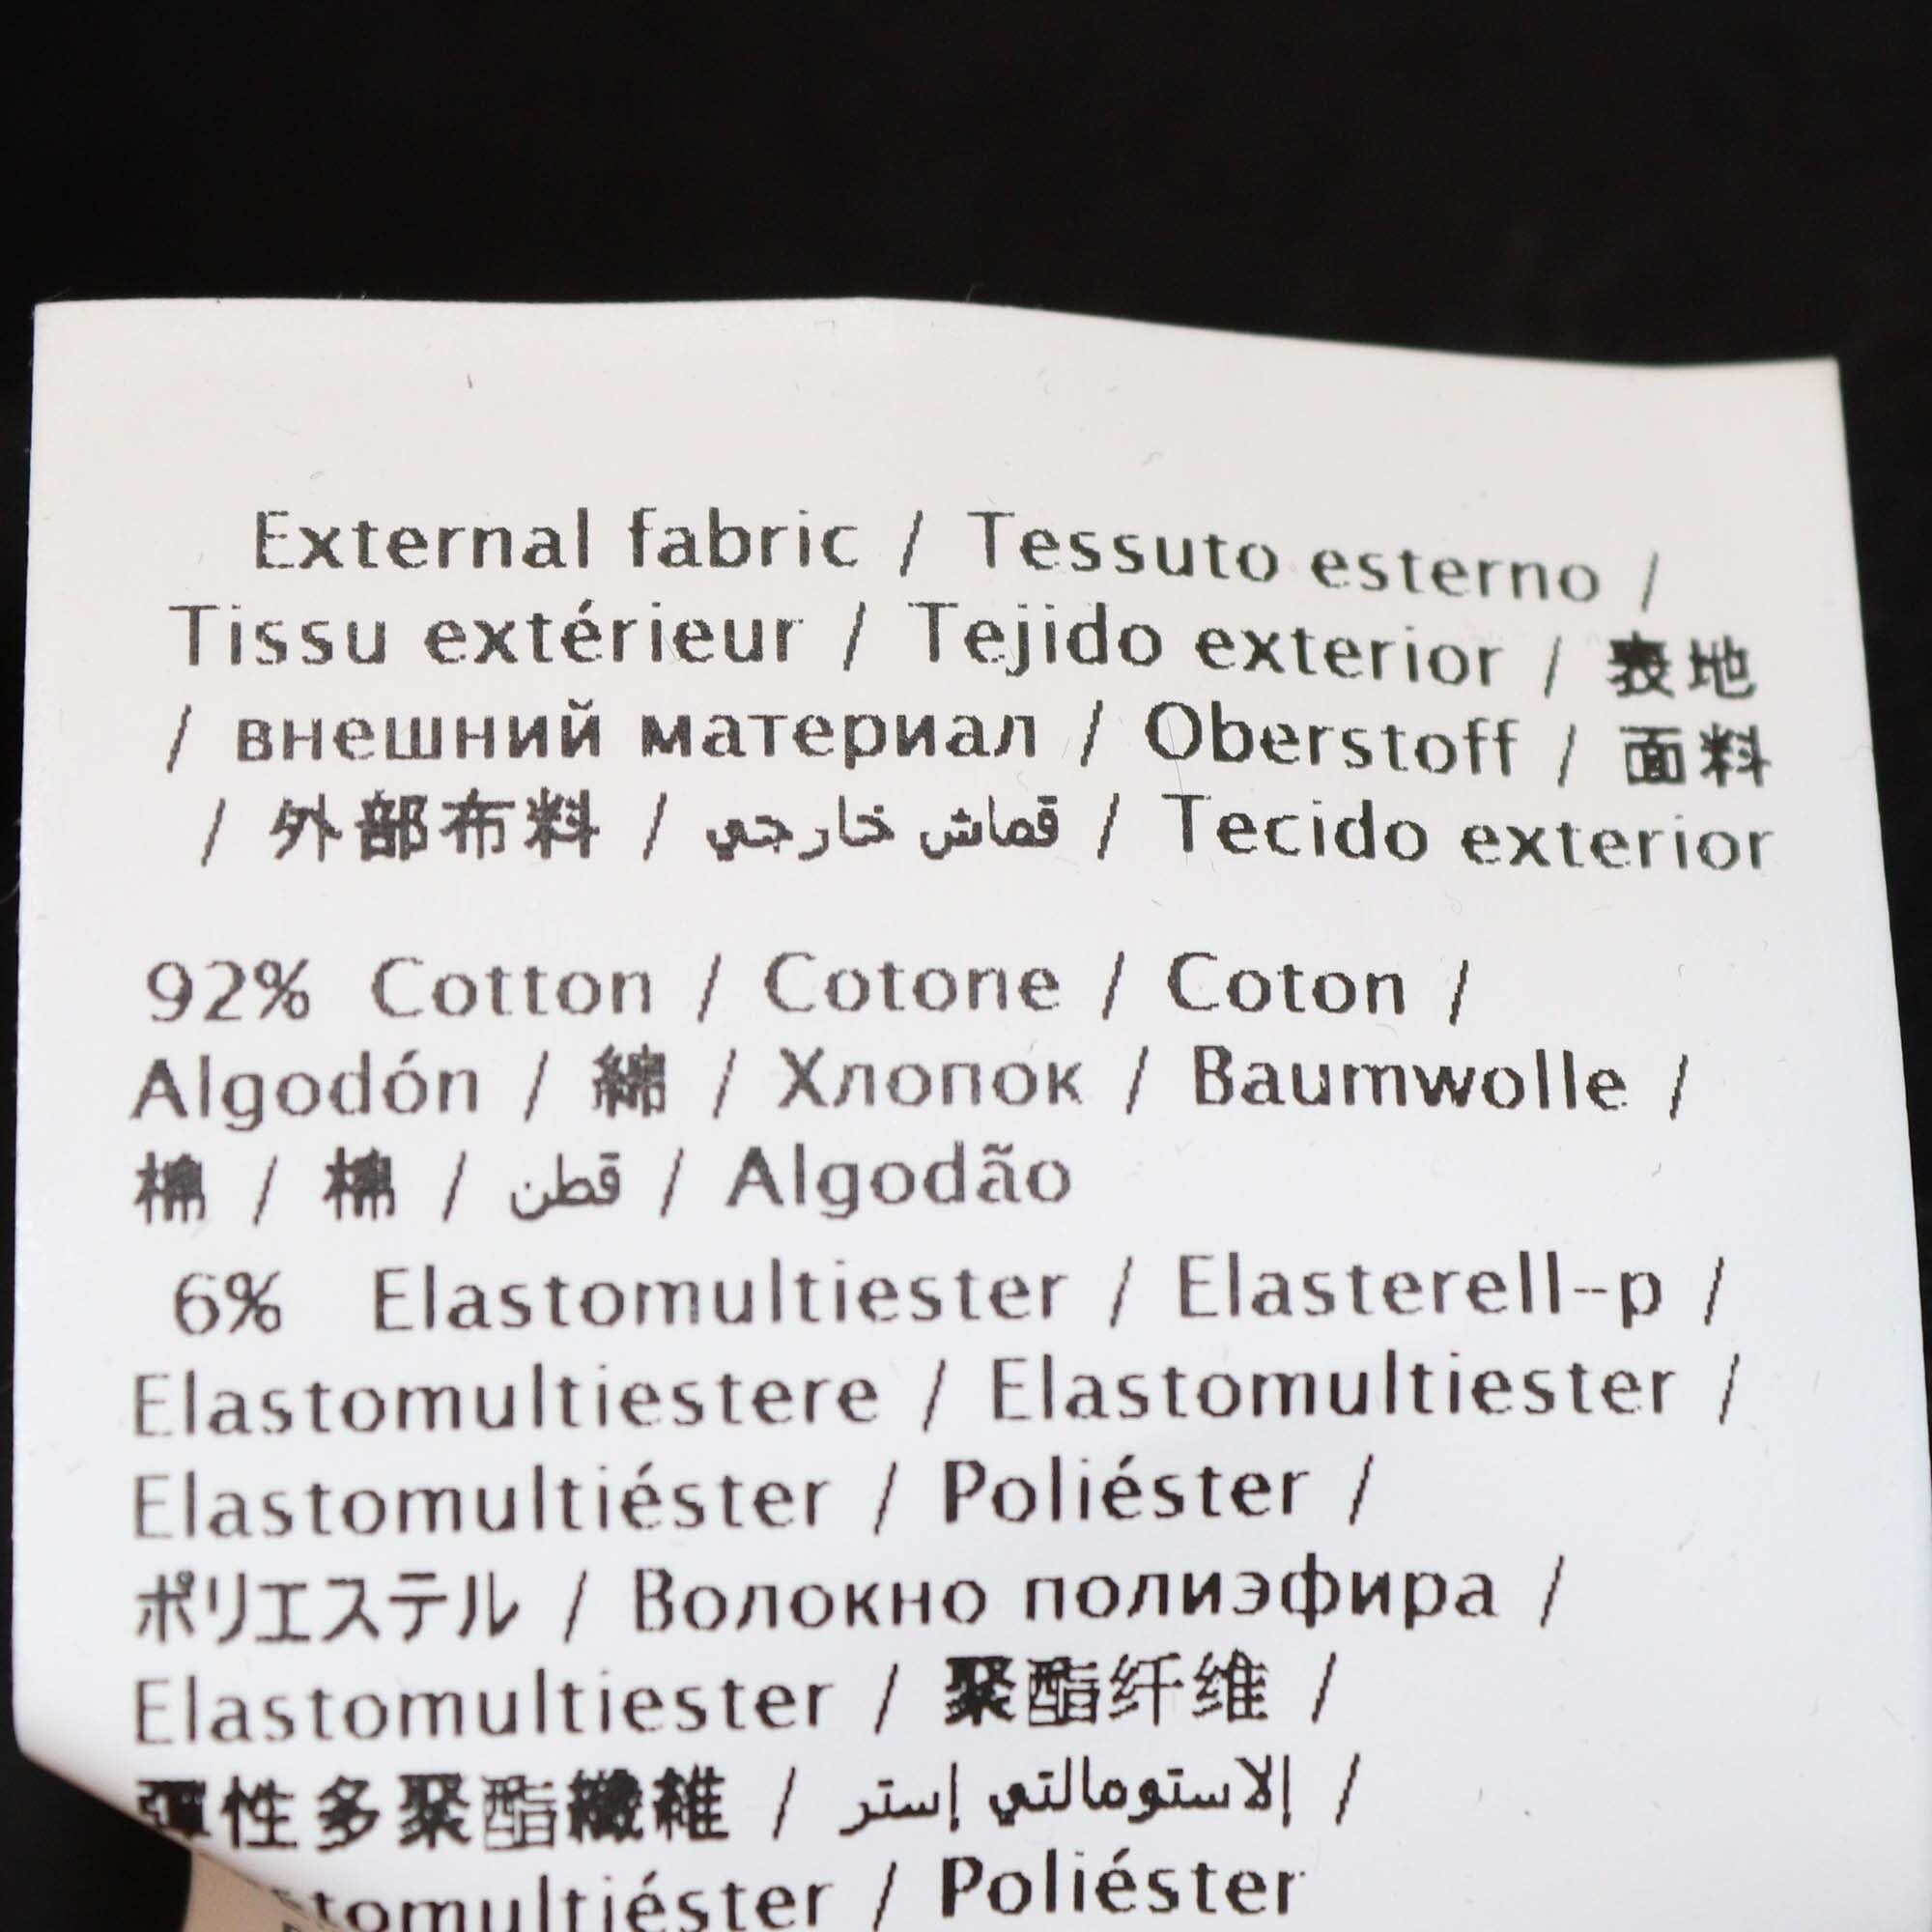 External fabric / Tessuto esterno /
Tissu extérieur / Tejido exterior / 表地
/ внешний материал / Oberstoff / 面料
/ 外部布料 / قماش خارجي / Tecido exterior
92% Cotton / Cotone / Coton /
Algodón / 綿 / Хлопок / Baumwolle /
棉 / 棉 / قطن / Algodão
6% Elastomultiester / Elasterell-p /
Elastomultiestere / Elastomultiester /
Elastomultiéster / Poliéster /
ポリエステル / Волокно полиэфира /
Elastomultiester / 聚酯纤维 /
彈性多聚酯纖維 / إلاستومالتي إستر /
tomultiéster / Poliéster